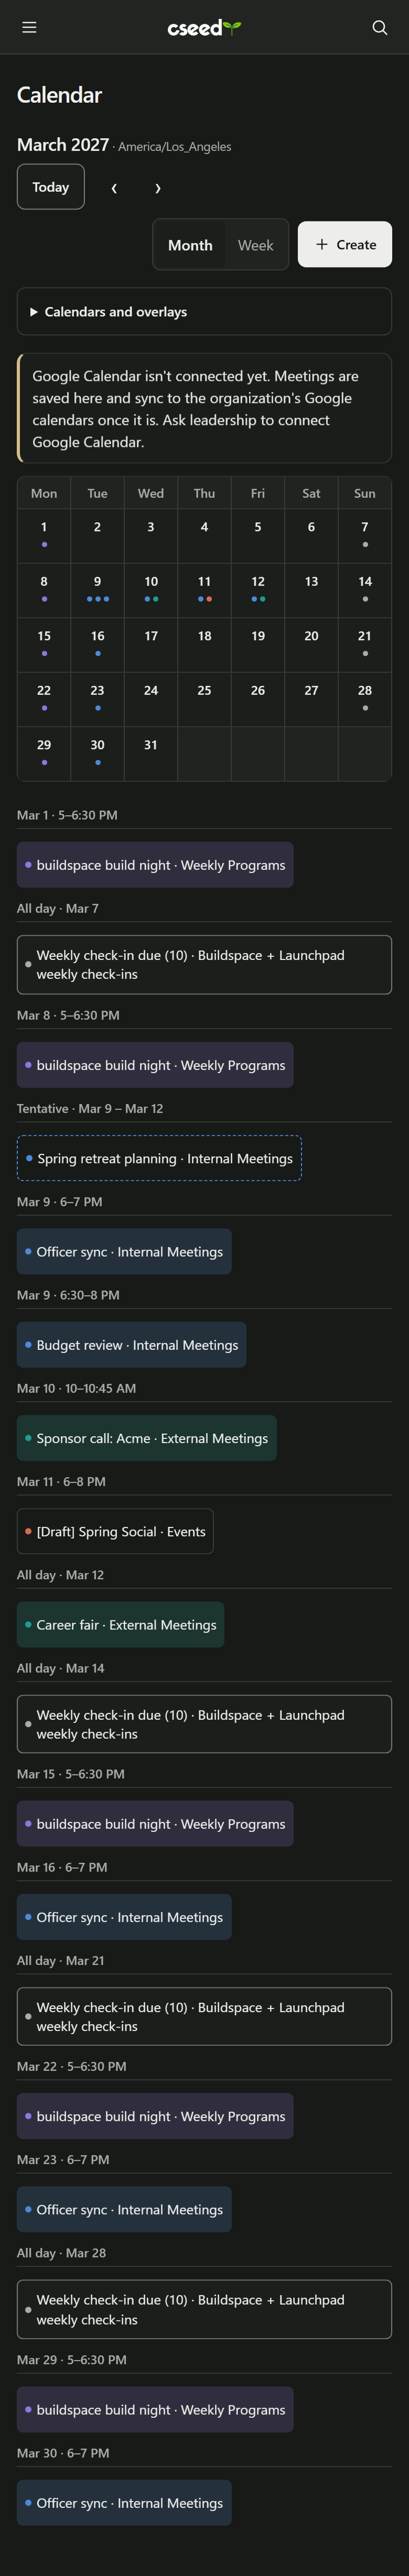 cseed
Calendar
March 2027 · America/Los_Angeles
Today ‹ ›
Month Week + Create
▶ Calendars and overlays
Google Calendar isn't connected yet. Meetings are
saved here and sync to the organization's Google
calendars once it is. Ask leadership to connect
Google Calendar.
Mon Tue Wed Thu Fri Sat Sun
1 2 3 4 5 6 7
8 9 10 11 12 13 14
15 16 17 18 19 20 21
22 23 24 25 26 27 28
29 30 31
Mar 1 · 5–6:30 PM
buildspace build night · Weekly Programs
All day · Mar 7
Weekly check-in due (10) · Buildspace + Launchpad
weekly check-ins
Mar 8 · 5–6:30 PM
buildspace build night · Weekly Programs
Tentative · Mar 9 – Mar 12
Spring retreat planning · Internal Meetings
Mar 9 · 6–7 PM
Officer sync · Internal Meetings
Mar 9 · 6:30–8 PM
Budget review · Internal Meetings
Mar 10 · 10–10:45 AM
Sponsor call: Acme · External Meetings
Mar 11 · 6–8 PM
[Draft] Spring Social · Events
All day · Mar 12
Career fair · External Meetings
All day · Mar 14
Weekly check-in due (10) · Buildspace + Launchpad
weekly check-ins
Mar 15 · 5–6:30 PM
buildspace build night · Weekly Programs
Mar 16 · 6–7 PM
Officer sync · Internal Meetings
All day · Mar 21
Weekly check-in due (10) · Buildspace + Launchpad
weekly check-ins
Mar 22 · 5–6:30 PM
buildspace build night · Weekly Programs
Mar 23 · 6–7 PM
Officer sync · Internal Meetings
All day · Mar 28
Weekly check-in due (10) · Buildspace + Launchpad
weekly check-ins
Mar 29 · 5–6:30 PM
buildspace build night · Weekly Programs
Mar 30 · 6–7 PM
Officer sync · Internal Meetings